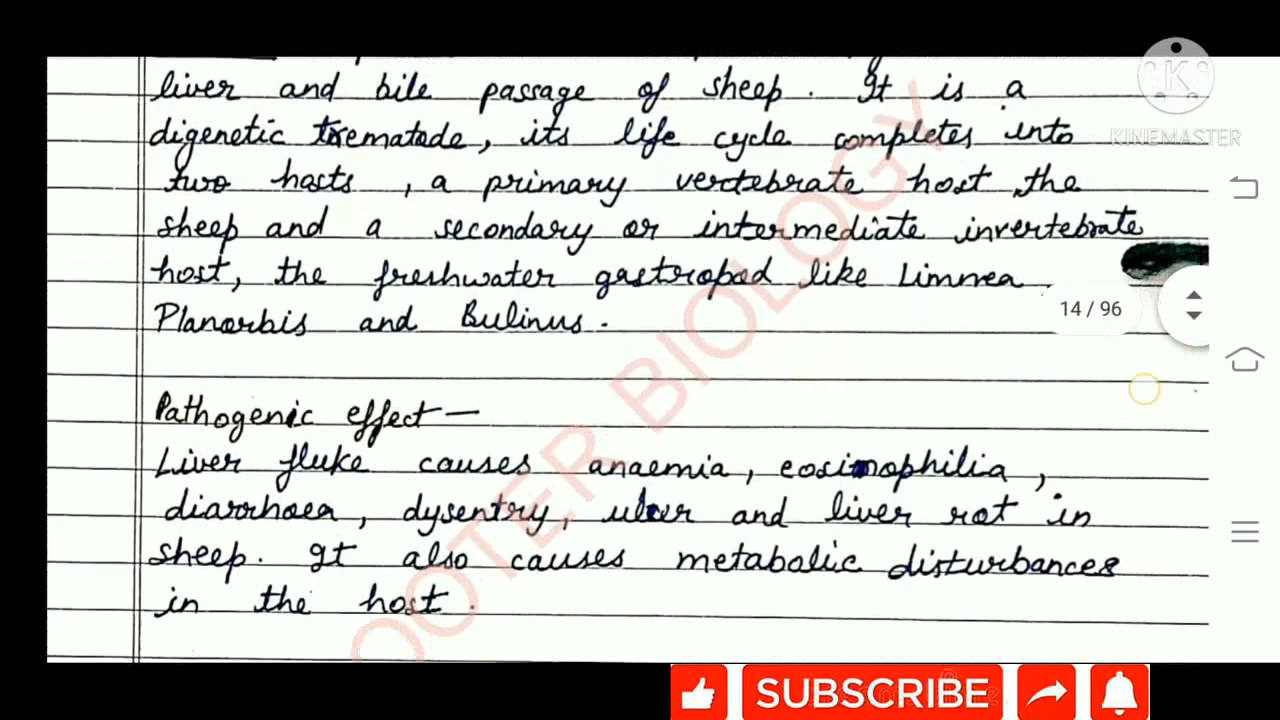 liver and bile passage of sheep. It is a
KINEMASTER
digenetic trematode, its life cycle completes into
two hosts, a primary vertebrate host, the
sheep and a secondary or intermediate invertebrate
host, the freshwater gastropod like Limnea
14 / 96
Planorbis and Bulinus.
Pathogenic effect —
Liver fluke causes anaemia, eosinophilia,
diarrhoea, dysentry, ulcer and liver rot in
sheep. It also causes metabolic disturbances
in the host.
OOTER BIOLOGY
SUBSCRIBE